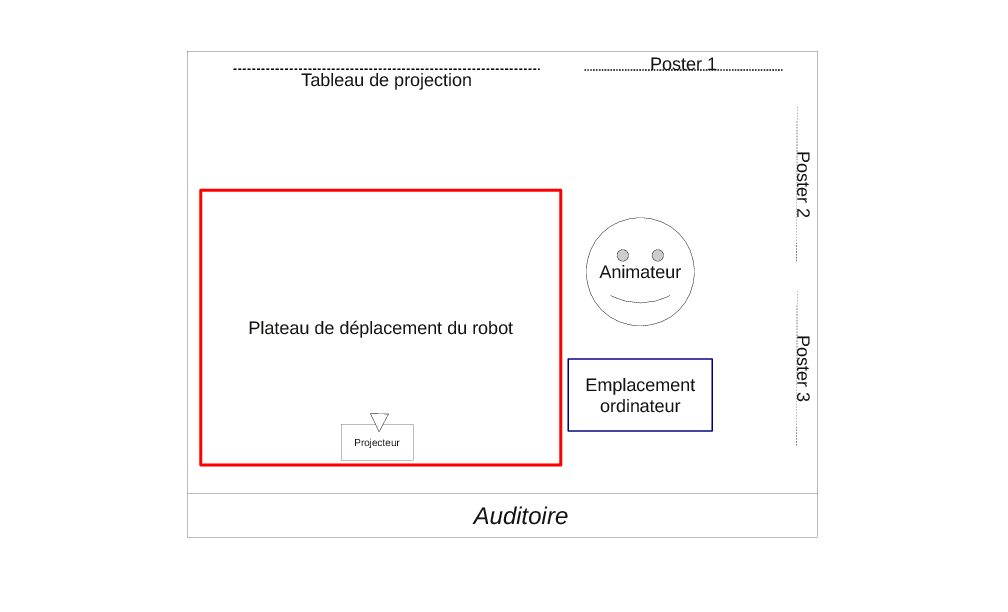 Poster 1
Tableau de projection
Poster 2
Animateur
Plateau de déplacement du robot
Poster 3
Emplacement
ordinateur
Projecteur
Auditoire